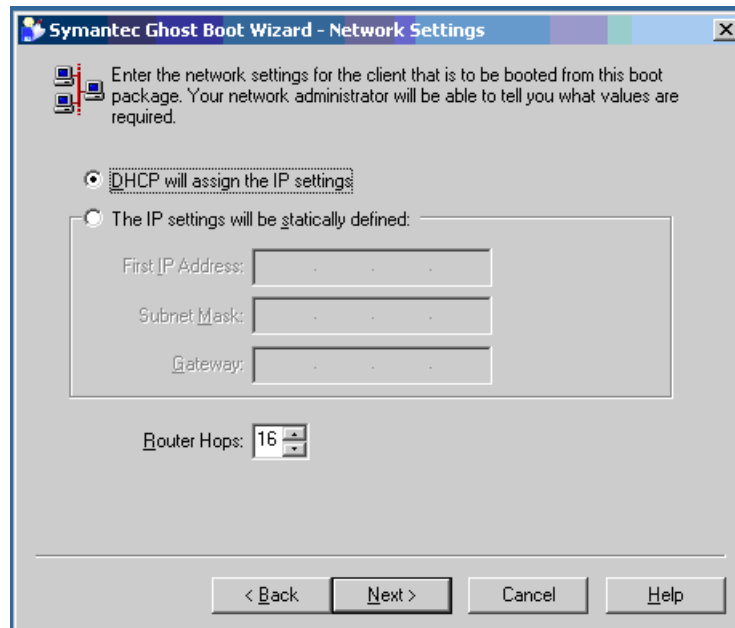 Symantec Ghost Boot Wizard - Network Settings
Enter the network settings for the client that is to be booted from this boot
package. Your network administrator will be able to tell you what values are
required.
DHCP will assign the IP settings
The IP settings will be statically defined:
First IP Address:
Subnet Mask:
Gateway:
Router Hops: 16
< Back Next > Cancel Help